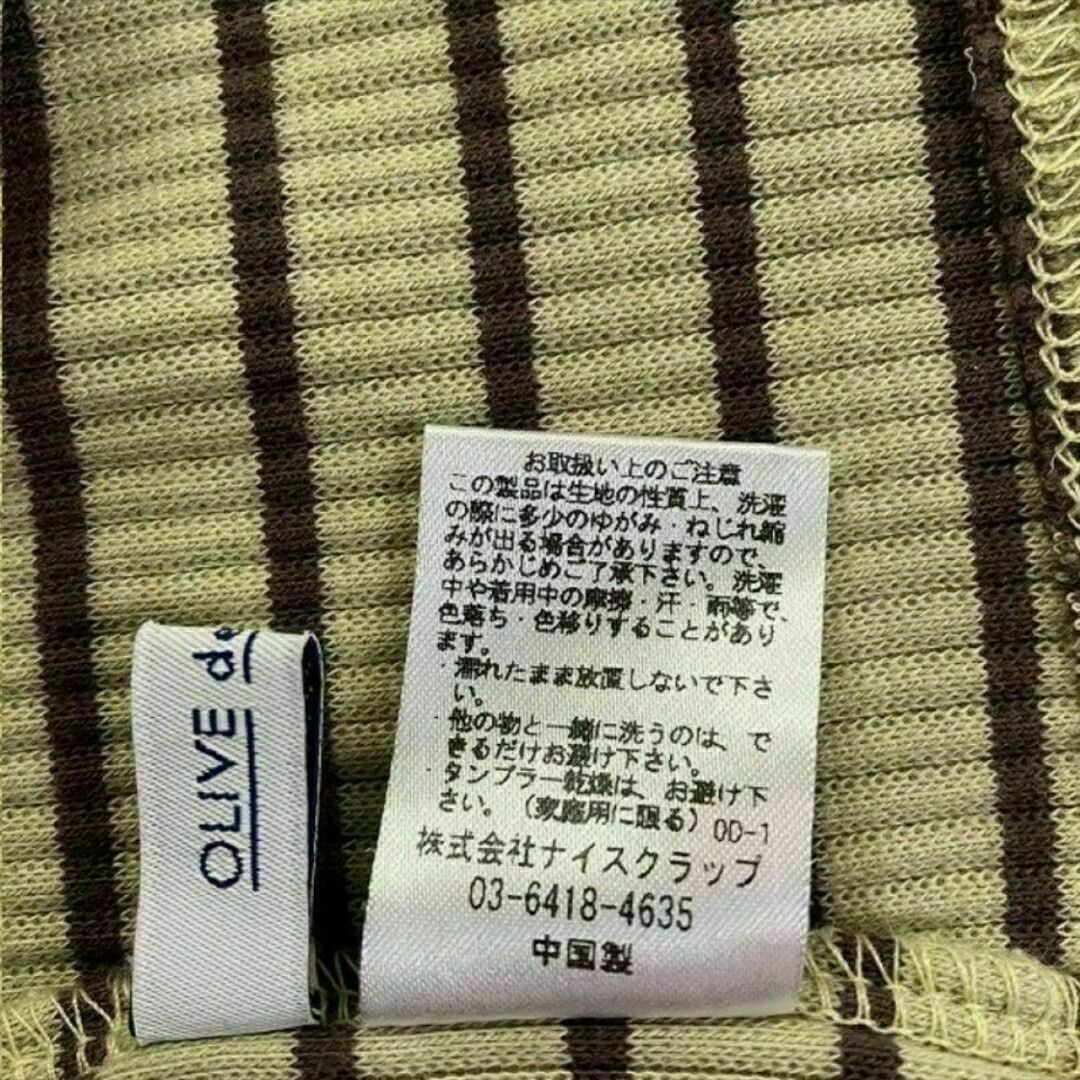 お取扱い上のご注意
この製品は生地の性質上、洗濯
の際に多少のゆがみ・ねじれ縮
みが出る場合がありますので、
あらかじめご了承下さい。洗濯
中や着用中の摩擦・汗・雨等で、
色落ち・色移りすることがあり
ます。
・濡れたまま放置しないで下さ
い。
・他の物と一緒に洗うのは、で
きるだけお避け下さい。
・タンブラー乾燥は、お避け下
さい。（家庭用に限る）OD-1
株式会社ナイスクラップ
03-6418-4635
中国製
OLIVE de